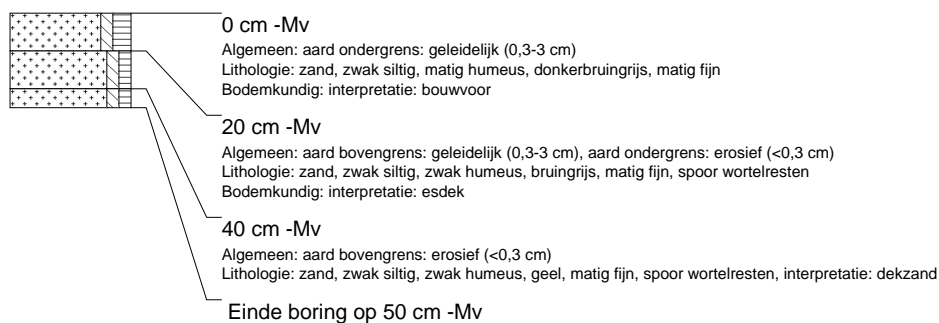 0 cm -Mv
Algemeen: aard ondergrens: geleidelijk (0,3-3 cm)
Lithologie: zand, zwak siltig, matig humeus, donkerbruingrijs, matig fijn
Bodemkundig: interpretatie: bouwvoor
20 cm -Mv
Algemeen: aard bovengrens: geleidelijk (0,3-3 cm), aard ondergrens: erosief (<0,3 cm)
Lithologie: zand, zwak siltig, zwak humeus, bruingrijs, matig fijn, spoor wortelresten
Bodemkundig: interpretatie: esdek
40 cm -Mv
Algemeen: aard bovengrens: erosief (<0,3 cm)
Lithologie: zand, zwak siltig, zwak humeus, geel, matig fijn, spoor wortelresten, interpretatie: dekzand
Einde boring op 50 cm -Mv